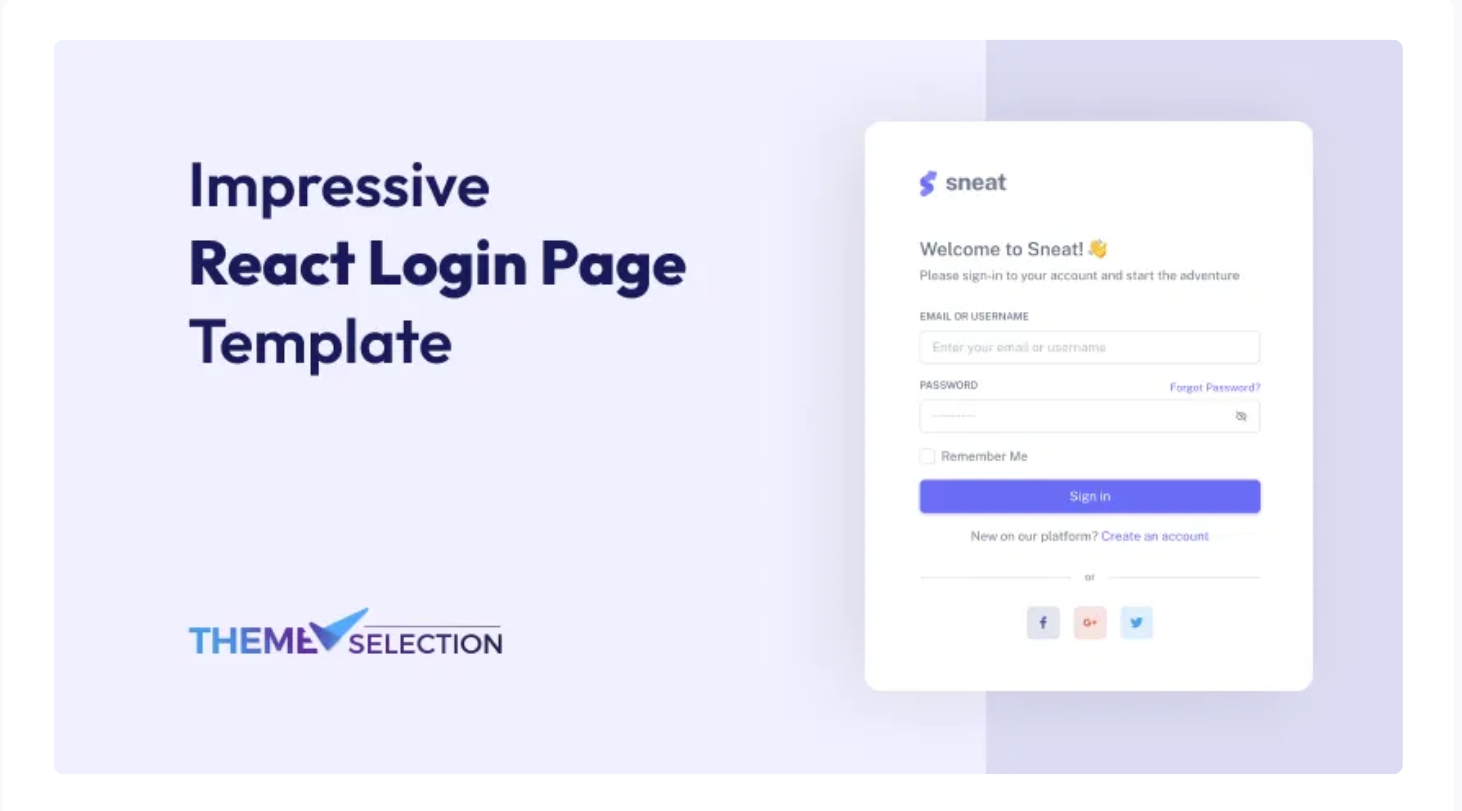 Impressive
React Login Page
Template
THEME SELECTION
sneat
Welcome to Sneat! 👋
Please sign-in to your account and start the adventure
EMAIL OR USERNAME
Enter your email or username
PASSWORD
Forgot Password?
············
Remember Me
Sign in
New on our platform? Create an account
or
f
G+